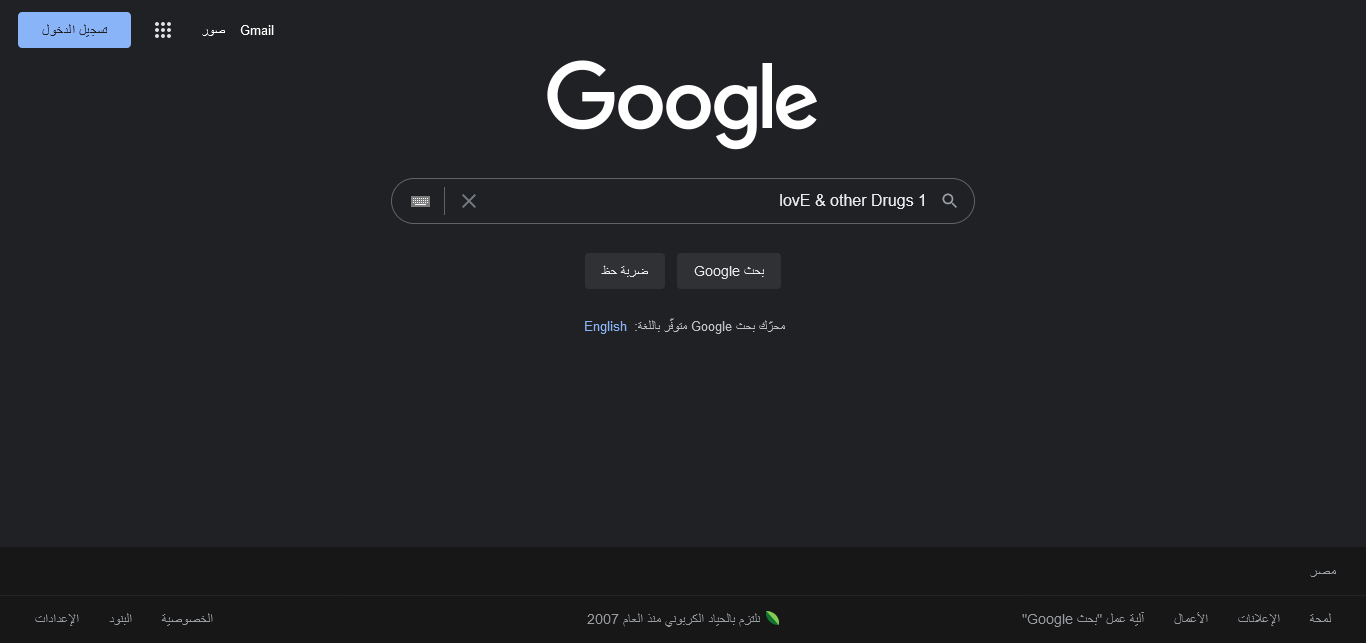 Gmail صور تسجيل الدخول
Google
lovE & other Drugs 1
بحث Google ضربة حظ
محرّك بحث Google متوفّر باللغة: English
مصر
لمحة الإعلانات الأعمال آلية عمل "بحث Google" نلتزم بالحياد الكربوني منذ العام 2007 الخصوصية البنود الإعدادات